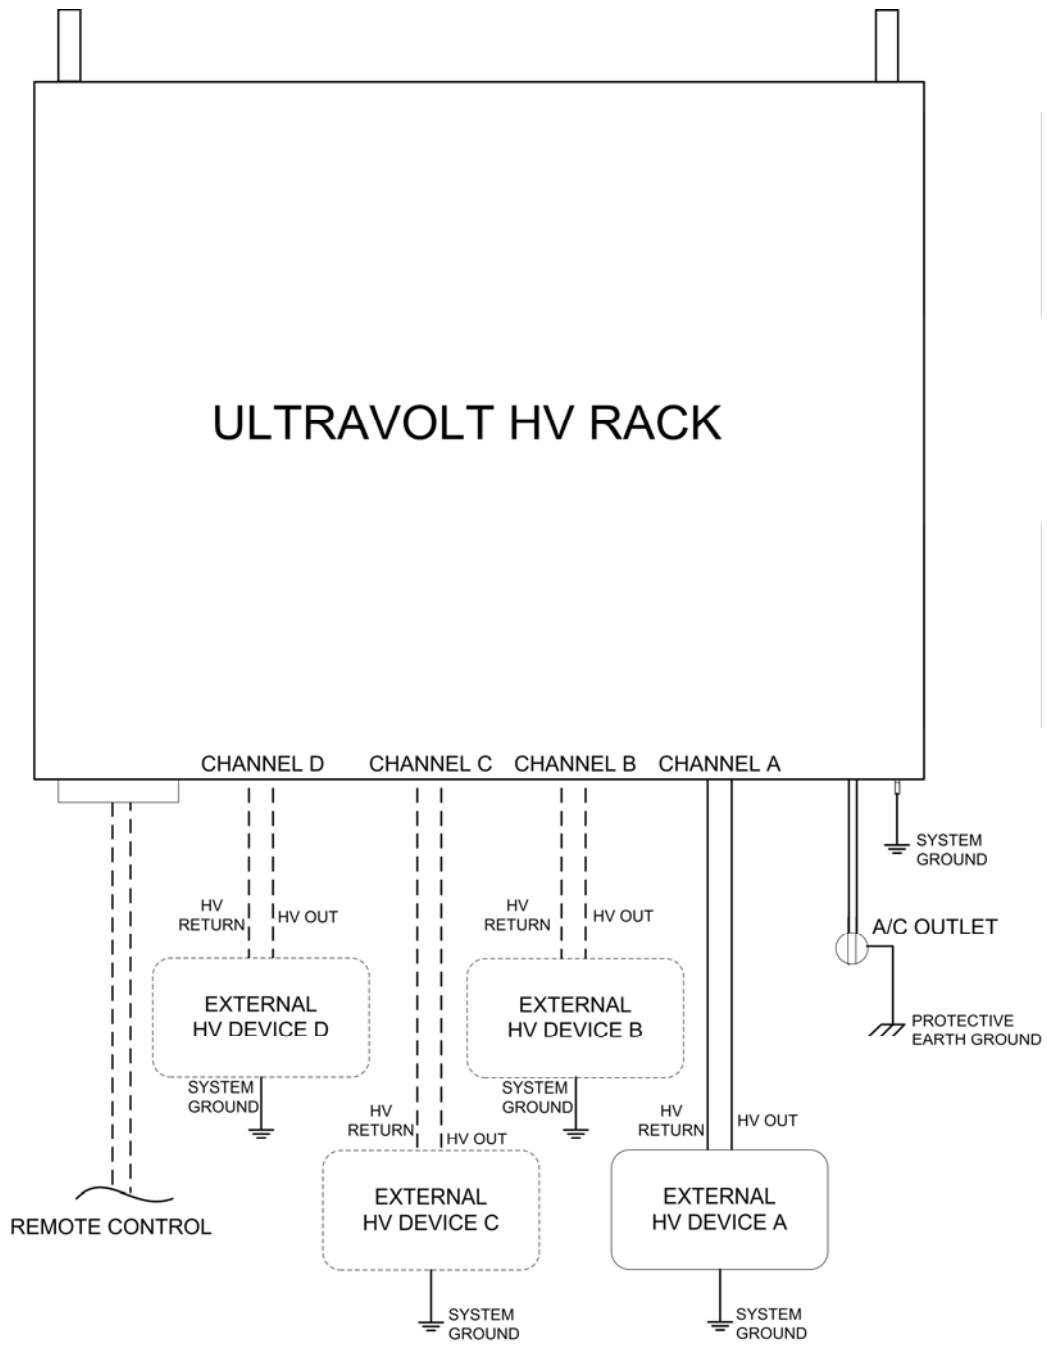 ULTRAVOLT HV RACK
CHANNEL D
CHANNEL C
CHANNEL B
CHANNEL A
SYSTEM
GROUND
HV
RETURN
HV OUT
HV
RETURN
HV OUT
A/C OUTLET
EXTERNAL
HV DEVICE D
EXTERNAL
HV DEVICE B
PROTECTIVE
EARTH GROUND
SYSTEM
GROUND
SYSTEM
GROUND
HV
RETURN
HV OUT
HV
RETURN
HV OUT
REMOTE CONTROL
EXTERNAL
HV DEVICE C
EXTERNAL
HV DEVICE A
SYSTEM
GROUND
SYSTEM
GROUND